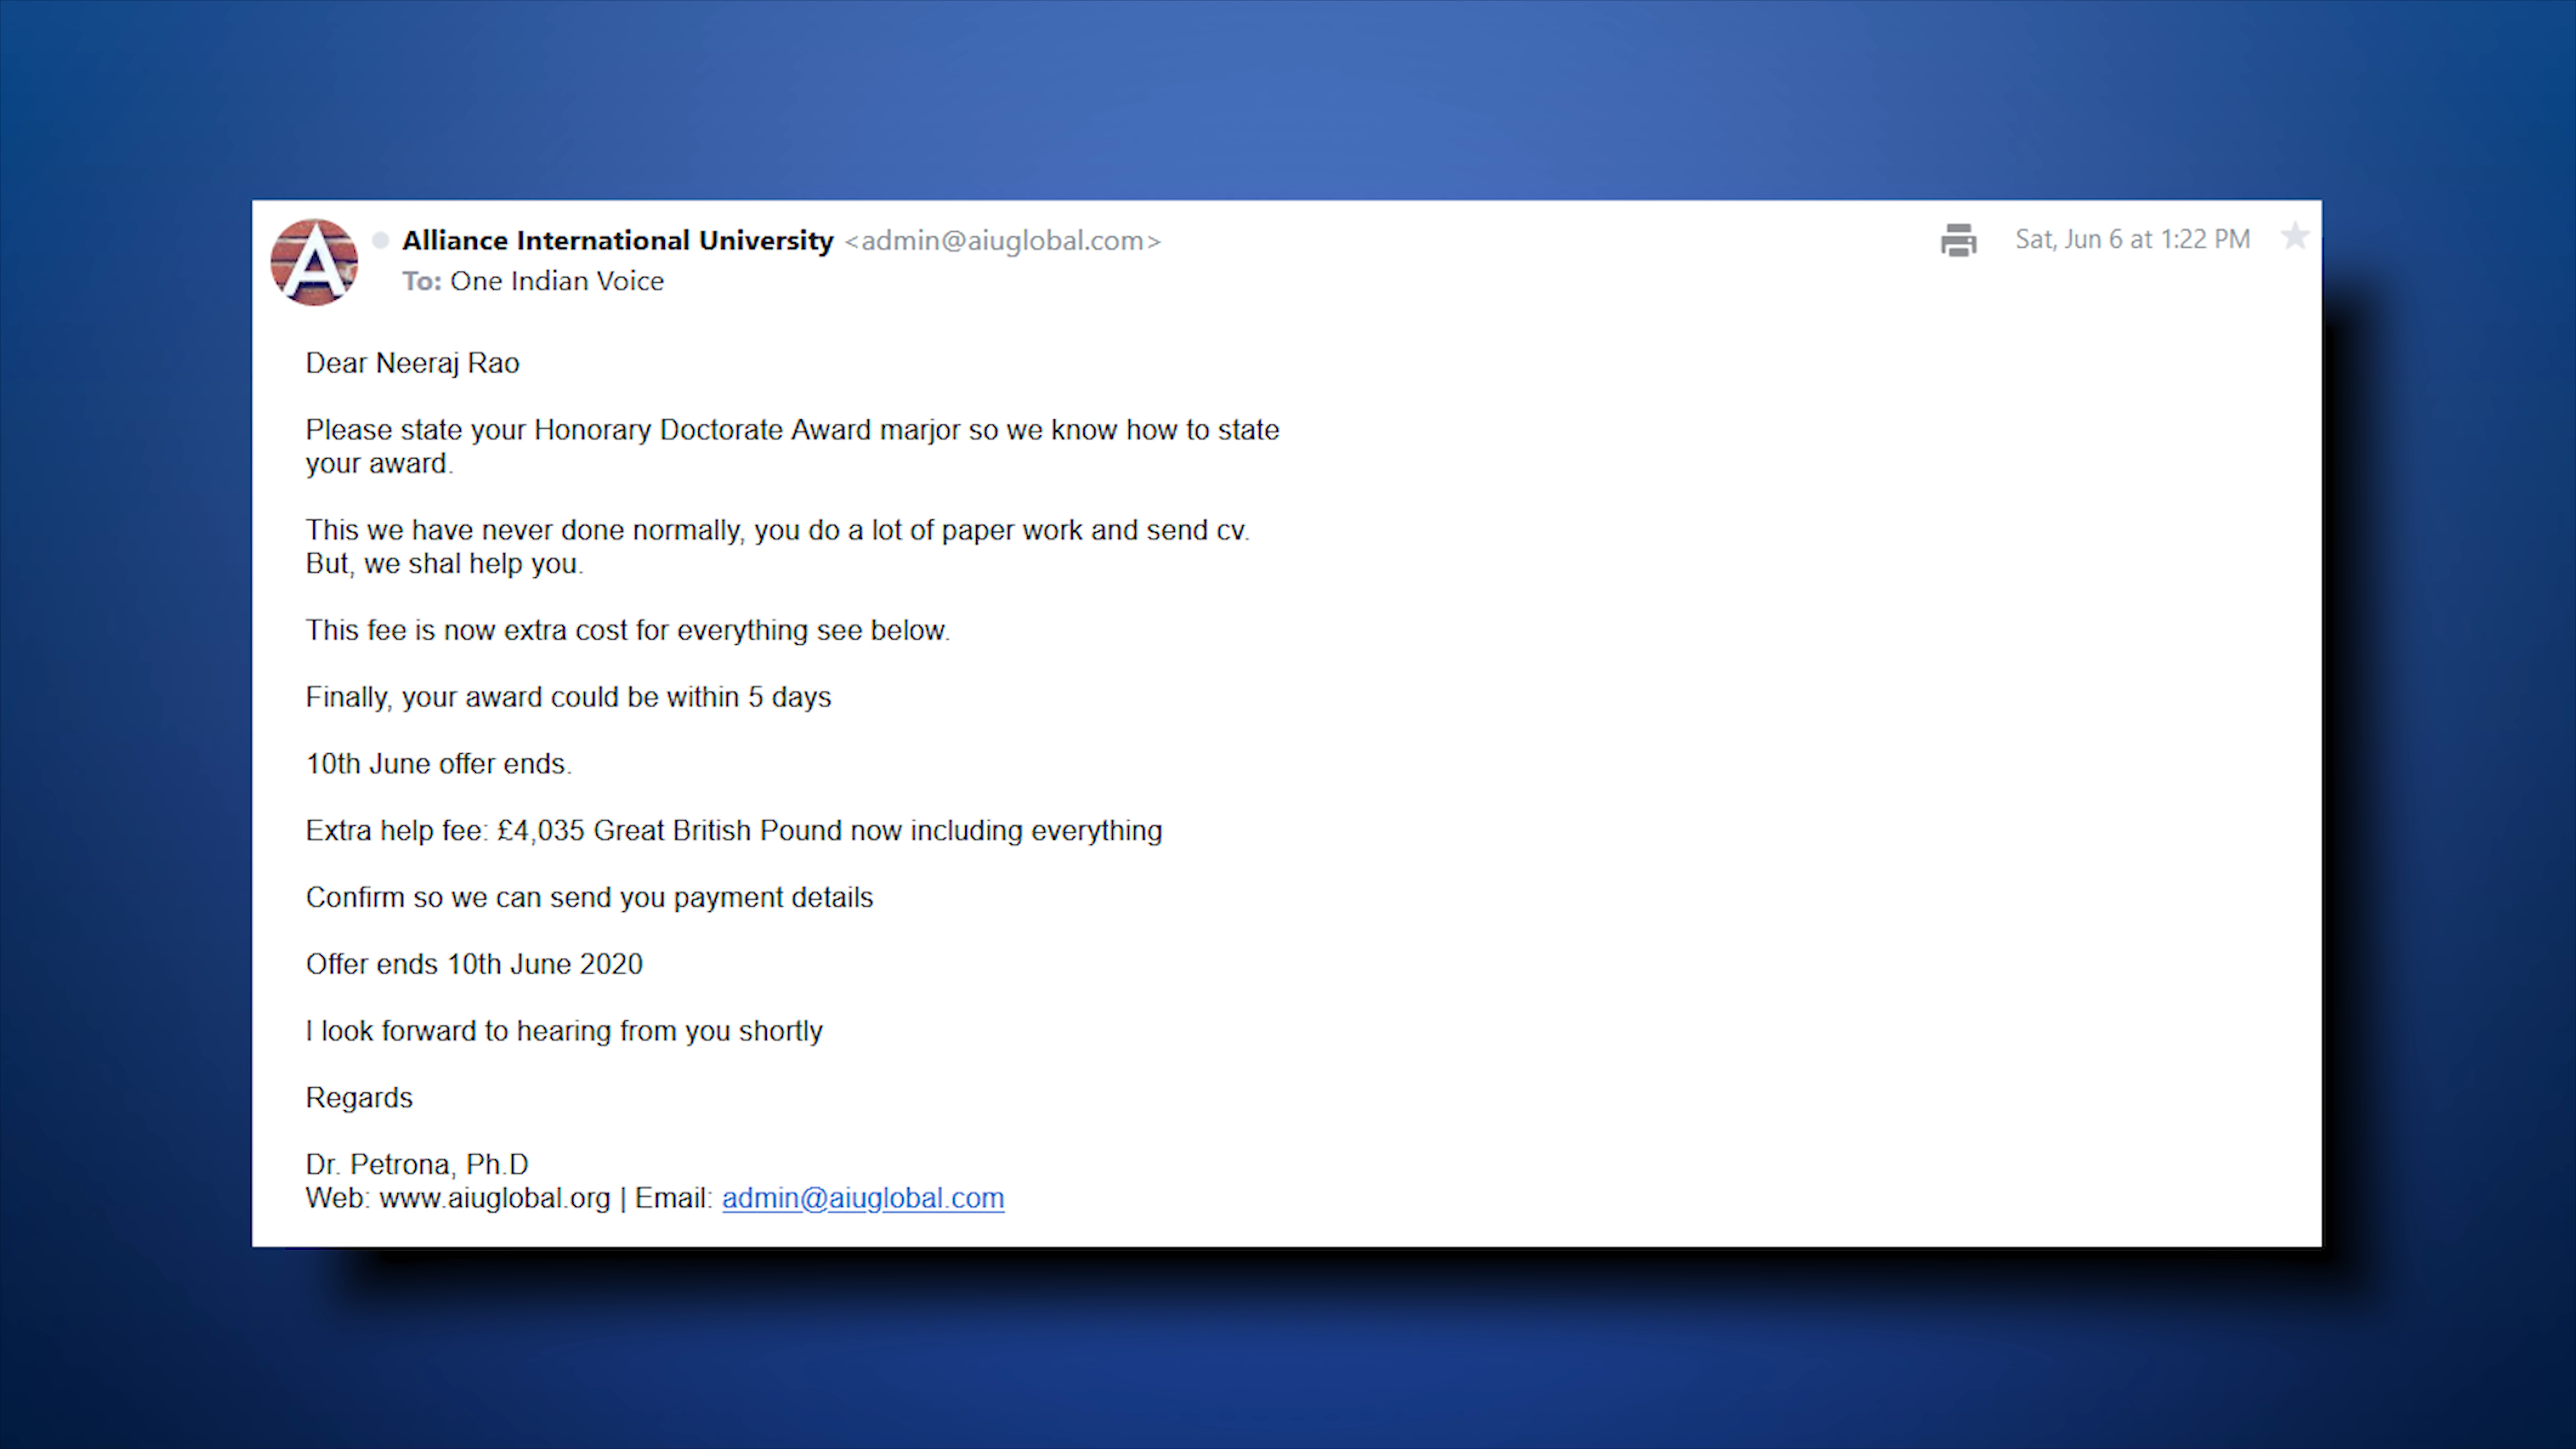 A
Alliance International University <admin@aiuglobal.com>
Sat, Jun 6 at 1:22 PM
To: One Indian Voice
Dear Neeraj Rao
Please state your Honorary Doctorate Award marjor so we know how to state
your award.
This we have never done normally, you do a lot of paper work and send cv.
But, we shal help you.
This fee is now extra cost for everything see below.
Finally, your award could be within 5 days
10th June offer ends.
Extra help fee: £4,035 Great British Pound now including everything
Confirm so we can send you payment details
Offer ends 10th June 2020
I look forward to hearing from you shortly
Regards
Dr. Petrona, Ph.D
Web: www.aiuglobal.org | Email: admin@aiuglobal.com